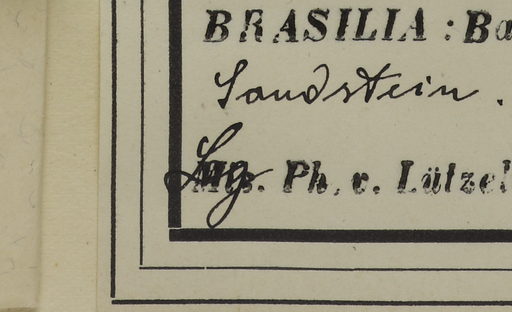 BRASILIA : Ba
Sandstein .
Lg. Ph. v. Lützel